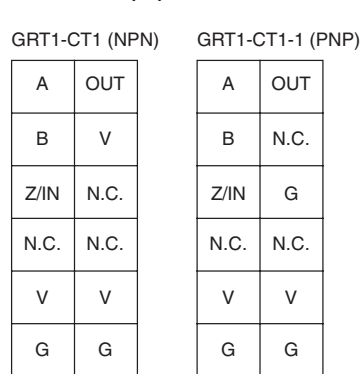 GRT1-CT1 (NPN) GRT1-CT1-1 (PNP)
A OUT A OUT
B V B N.C.
Z/IN N.C. Z/IN G
N.C. N.C. N.C. N.C.
V V V V
G G G G